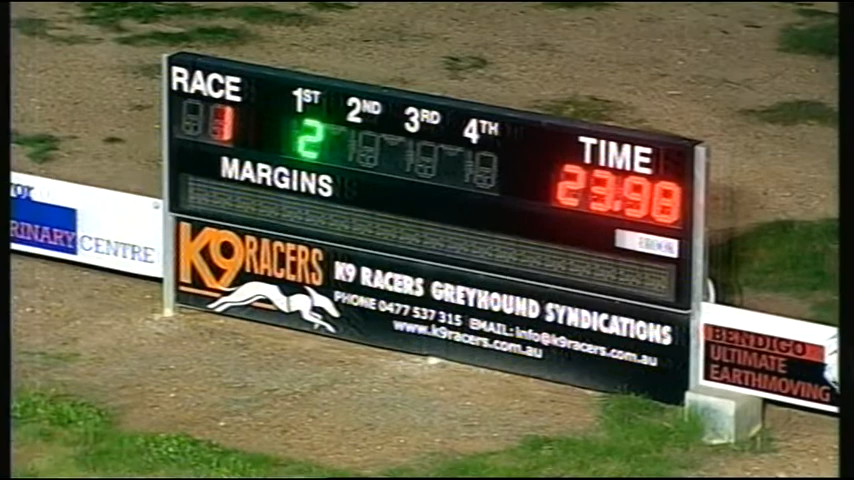 RACE 1ST 2ND 3RD 4TH TIME
1 2 23.98
MARGINS
K9 RACERS
K9 RACERS GREYHOUND SYNDICATIONS
PHONE 0477 537 315 EMAIL: info@k9racers.com.au
www.k9racers.com.au
CENTRE
BENDIGO
ULTIMATE
EARTHMOVING